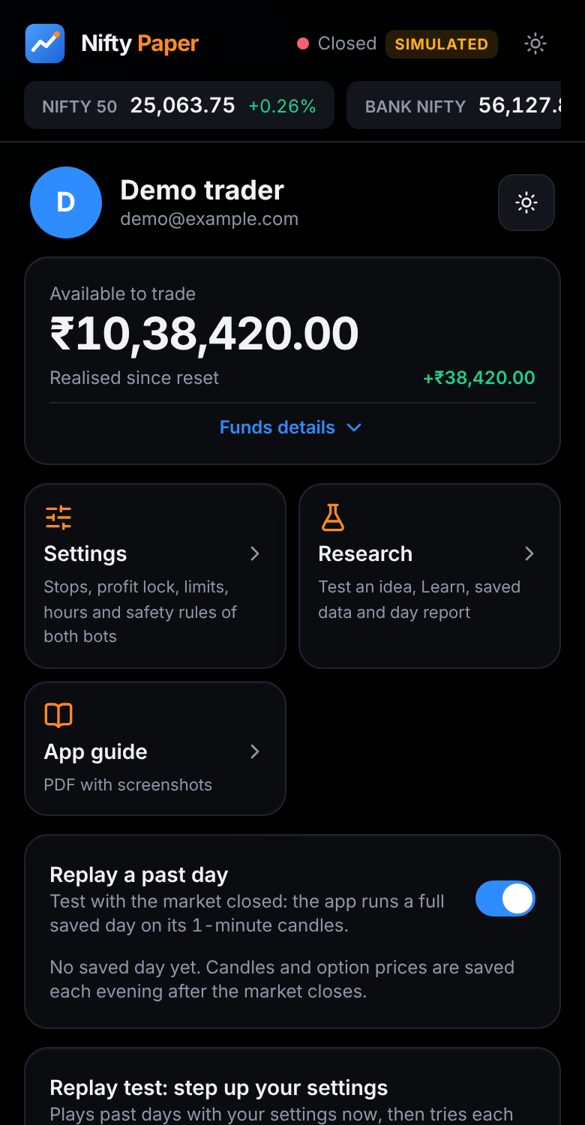 Nifty Paper
Closed
SIMULATED
NIFTY 50 25,063.75 +0.26%
BANK NIFTY 56,127.8
D
Demo trader
demo@example.com
Available to trade
₹10,38,420.00
Realised since reset +₹38,420.00
Funds details
Settings
Stops, profit lock, limits,
hours and safety rules of
both bots
Research
Test an idea, Learn, saved
data and day report
App guide
PDF with screenshots
Replay a past day
Test with the market closed: the app runs a full
saved day on its 1-minute candles.
No saved day yet. Candles and option prices are saved
each evening after the market closes.
Replay test: step up your settings
Plays past days with your settings now, then tries each